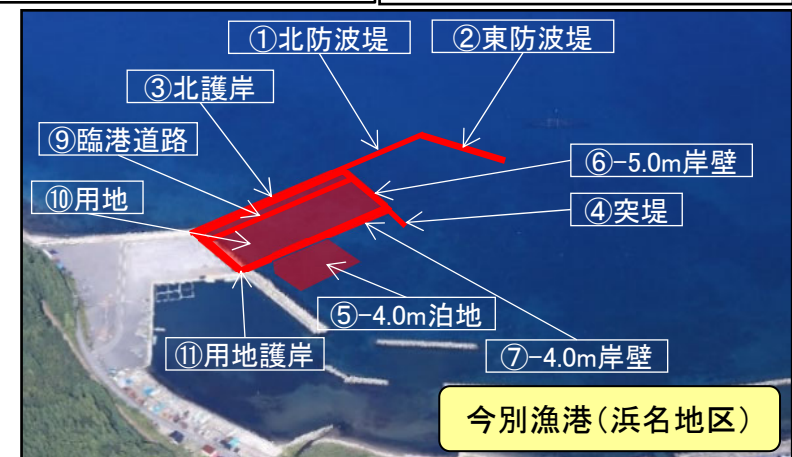 ①北防波堤
②東防波堤
③北護岸
⑨臨港道路
⑥-5.0m岸壁
⑩用地
④突堤
⑤-4.0m泊地
⑪用地護岸
⑦-4.0m岸壁
今別漁港(浜名地区)